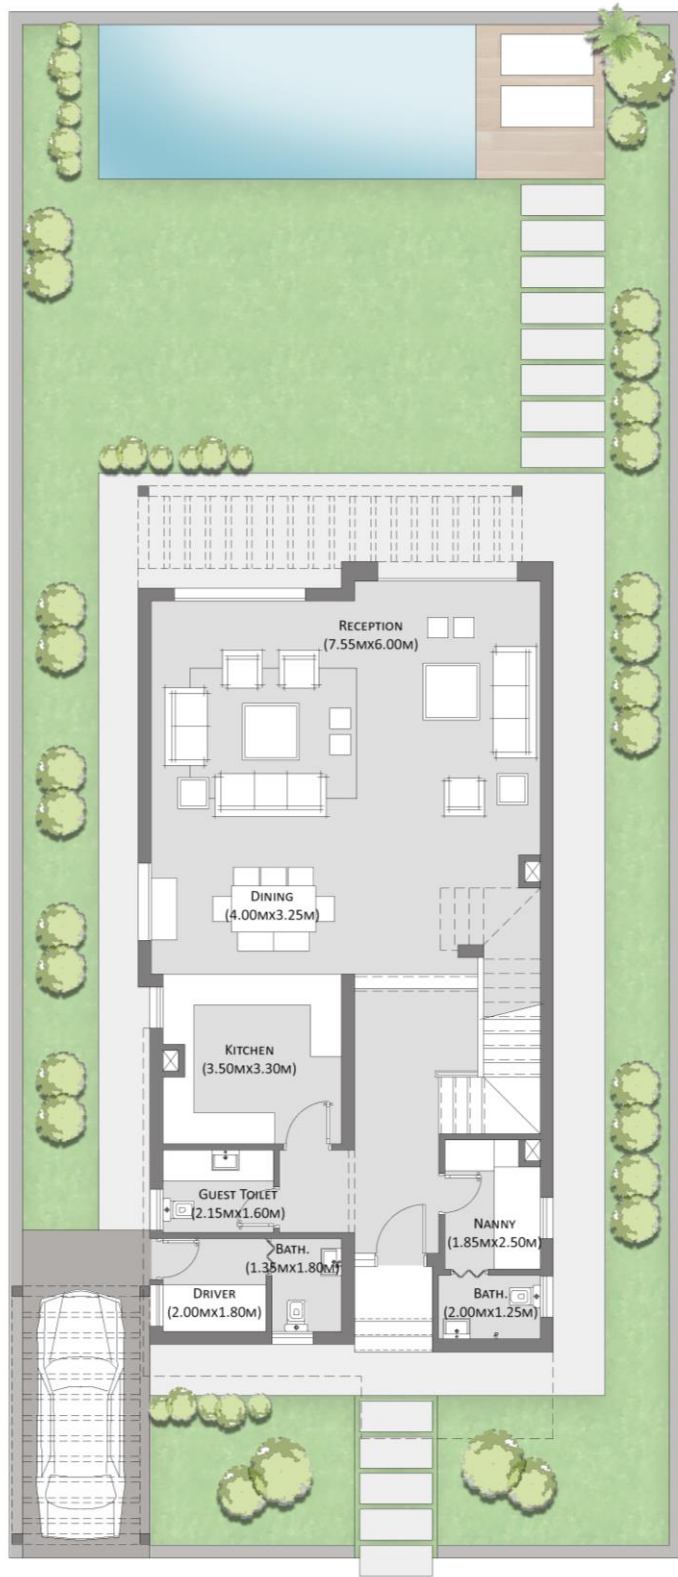 RECEPTION
(7.55MX6.00M)
DINING
(4.00MX3.25M)
KITCHEN
(3.50MX3.30M)
GUEST TOILET
(2.15MX1.60M)
NANNY
(1.85MX2.50M)
BATH.
(1.35MX1.80M)
DRIVER
(2.00MX1.80M)
BATH.
(2.00MX1.25M)